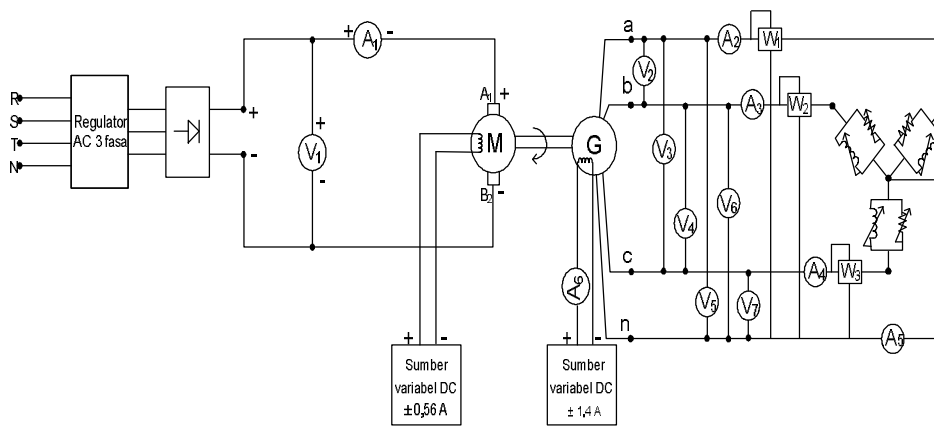 R
S
T
N
Regulator
AC 3 fasa
+
-
+
V1
-
+
A1
-
A1
+
M
B2
-
G
a
b
c
n
V2
V3
V4
V5
V6
V7
A2
W1
A3
W2
A4
W3
A5
A6
+
-
Sumber
variabel DC
±0,56 A
+
-
Sumber
variabel DC
± 1,4 A